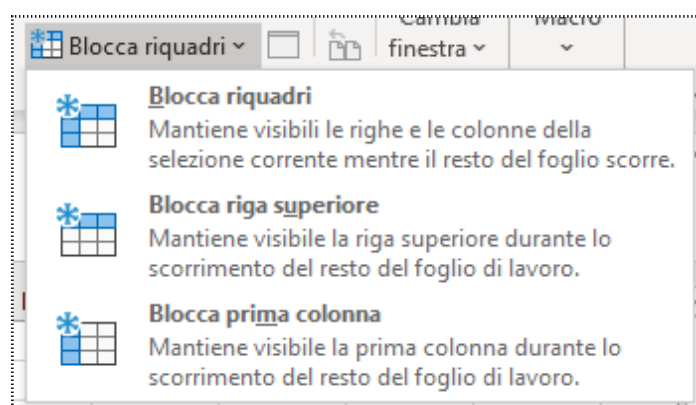 Cambia
Macro
Blocca riquadri
finestra
Blocca riquadri
Mantiene visibili le righe e le colonne della
selezione corrente mentre il resto del foglio scorre.
Blocca riga superiore
Mantiene visibile la riga superiore durante lo
scorrimento del resto del foglio di lavoro.
Blocca prima colonna
Mantiene visibile la prima colonna durante lo
scorrimento del resto del foglio di lavoro.